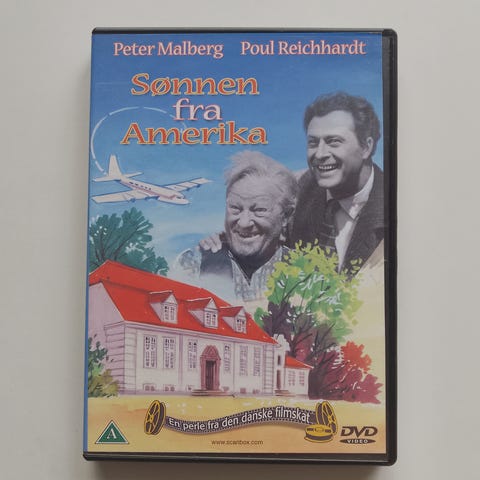 Peter Malberg Poul Reichhardt
Sønnen
fra
Amerika
En perle fra den danske filmskat
A
www.scanbox.com
DVD
VIDEO